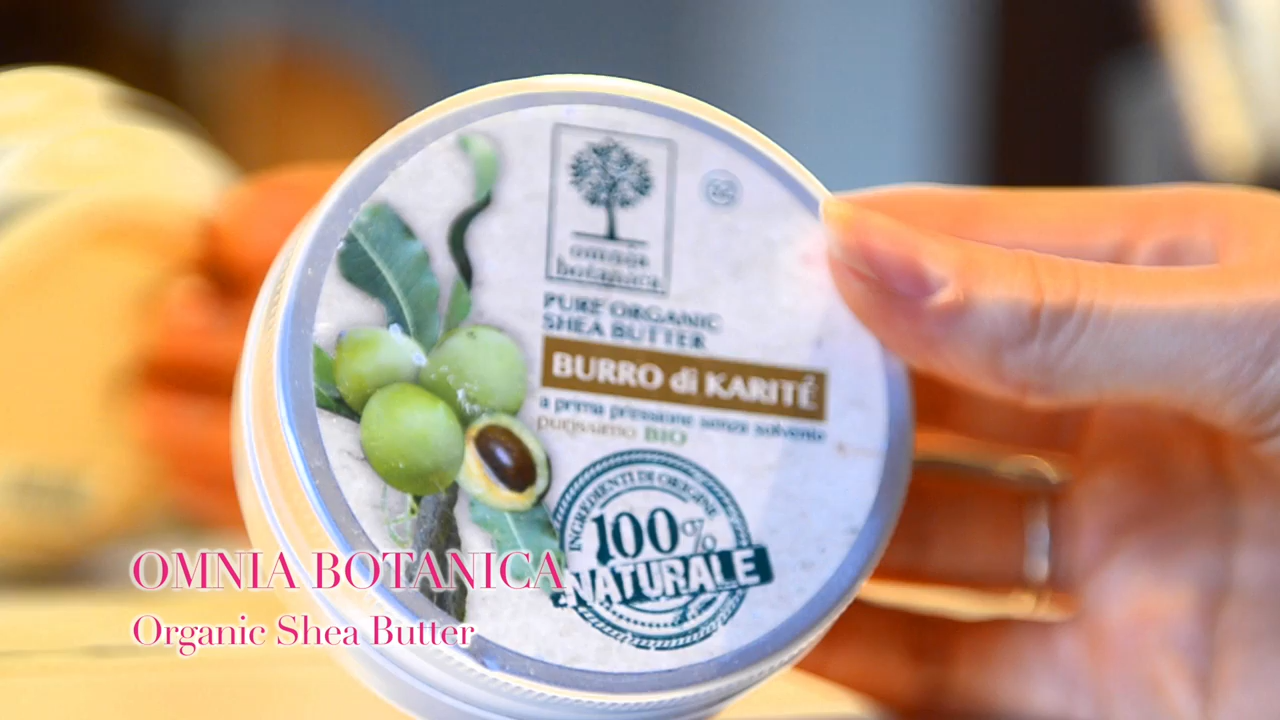 omnia
botanica
PURE ORGANIC
SHEA BUTTER
BURRO di KARITÉ
a prima pressione senza solvente
purissimo BIO
INGREDIENTI DI ORIGINE
100%
NATURALE
OMNIA BOTANICA
Organic Shea Butter